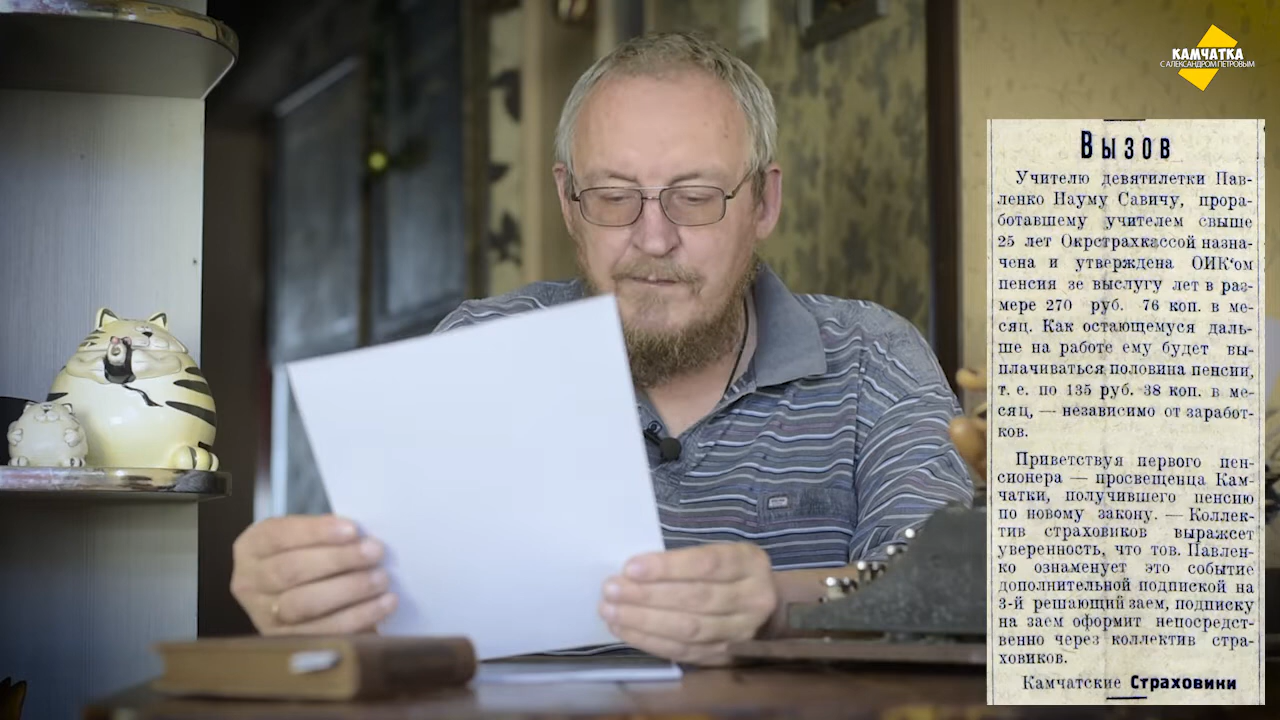 КАМЧАТКА
С АЛЕКСАНДРОМ ПЕТРОВЫМ
Вызов
Учителю девятилетки Пав-
ленко Науму Савичу, прора-
ботавшему учителем свыше
25 лет Окрстрахкассой назна-
чена и утверждена ОИК‘ом
пенсия зе выслугу лет в раз-
мере 270 руб. 76 коп. в ме-
сяц. Как остающемуся даль-
ше на работе ему будет вы-
плачиваться половина пенсии,
т. е. по 135 руб. 38 коп. в ме-
сяц, — независимо от заработ-
ков.
Приветствуя первого пен-
сионера — просвещенца Кам-
чатки, получившего пенсию
по новому закону. — Коллек-
тив страховиков выражсет
уверенность, что тов. Павлен-
ко ознаменует это событие
дополнительной подпиской на
3-й решающий заем, подписку
на заем оформит непосредст-
венно через коллектив стра-
ховиков.
Камчатские Страховини